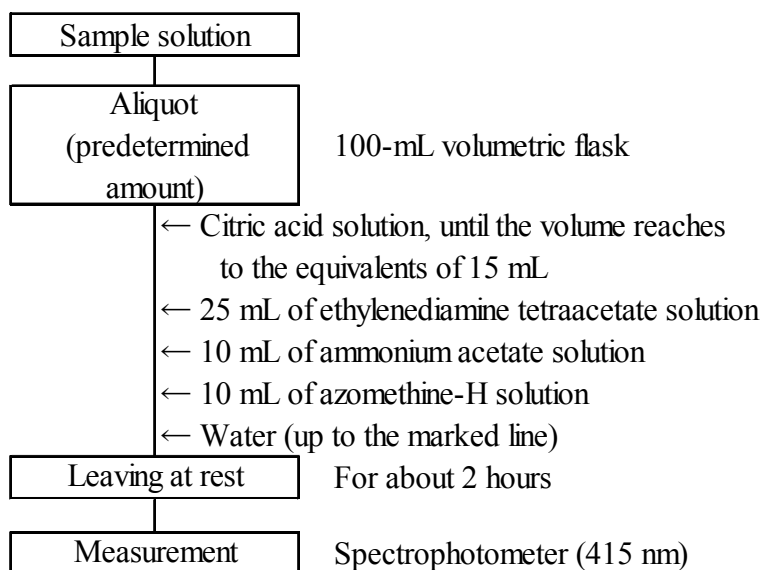 Sample solution
Aliquot
(predetermined
amount)
100-mL volumetric flask
← Citric acid solution, until the volume reaches
to the equivalents of 15 mL
← 25 mL of ethylenediamine tetraacetate solution
← 10 mL of ammonium acetate solution
← 10 mL of azomethine-H solution
← Water (up to the marked line)
Leaving at rest
For about 2 hours
Measurement
Spectrophotometer (415 nm)